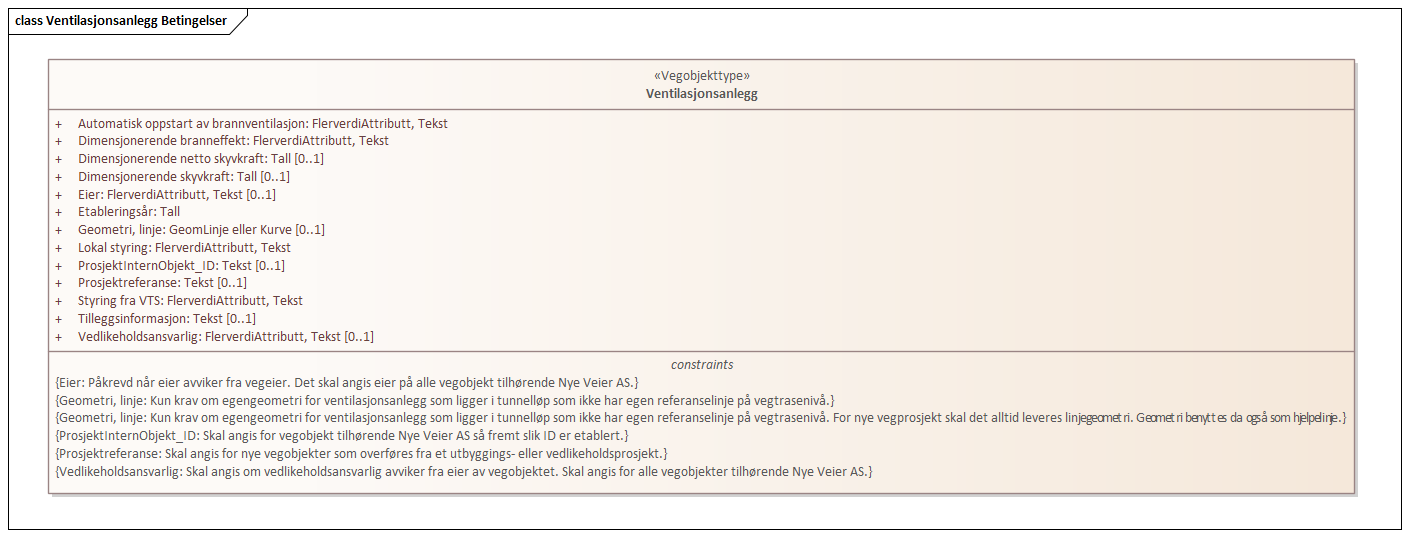 class Ventilasjonsanlegg Betingelser
«Vegobjekttype»
Ventilasjonsanlegg
+ Automatisk oppstart av brannventilasjon: FlerverdiAttributt, Tekst
+ Dimensjonerende branneffekt: FlerverdiAttributt, Tekst
+ Dimensjonerende netto skyvkraft: Tall [0..1]
+ Dimensjonerende skyvkraft: Tall [0..1]
+ Eier: FlerverdiAttributt, Tekst [0..1]
+ Etableringsår: Tall
+ Geometri, linje: GeomLinje eller Kurve [0..1]
+ Lokal styring: FlerverdiAttributt, Tekst
+ ProsjektInternObjekt_ID: Tekst [0..1]
+ Prosjektreferanse: Tekst [0..1]
+ Styring fra VTS: FlerverdiAttributt, Tekst
+ Tilleggsinformasjon: Tekst [0..1]
+ Vedlikeholdsansvarlig: FlerverdiAttributt, Tekst [0..1]
constraints
{Eier: Påkrevd når eier avviker fra vegeier. Det skal angis eier på alle vegobjekt tilhørende Nye Veier AS.}
{Geometri, linje: Kun krav om egengeometri for ventilasjonsanlegg som ligger i tunnelløp som ikke har egen referanselinje på vegtrasenivå.}
{Geometri, linje: Kun krav om egengeometri for ventilasjonsanlegg som ligger i tunnelløp som ikke har egen referanselinje på vegtrasenivå. For nye vegprosjekt skal det alltid leveres linjegeometri. Geometri benyttes da også som hjelpelinje.}
{ProsjektInternObjekt_ID: Skal angis for vegobjekt tilhørende Nye Veier AS så fremt slik ID er etablert.}
{Prosjektreferanse: Skal angis for nye vegobjekter som overføres fra et utbyggings- eller vedlikeholdsprosjekt.}
{Vedlikeholdsansvarlig: Skal angis om vedlikeholdsansvarlig avviker fra eier av vegobjektet. Skal angis for alle vegobjekter tilhørende Nye Veier AS.}